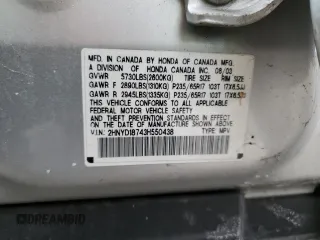 MFD. IN CANADA BY HONDA OF CANADA MFG.,
A DIVISION OF HONDA CANADA INC. 08/03
GVWR 5730LBS(2600KG) TIRE SIZE RIM SIZE
GAWR F 2890LBS(1310KG) P235/65R17 103T 17X6.5JJ
GAWR R 2945LBS(1335KG) P235/65R17 103T 17X6.5JJ
THIS VEHICLE CONFORMS TO ALL APPLICABLE
FEDERAL MOTOR VEHICLE SAFETY AND THEFT
PREVENTION STANDARDS IN EFFECT ON THE DATE
OF MANUFACTURE SHOWN ABOVE.
V.I.N: 2HNYD18743H550438 TYPE: MPV
autobidmaster